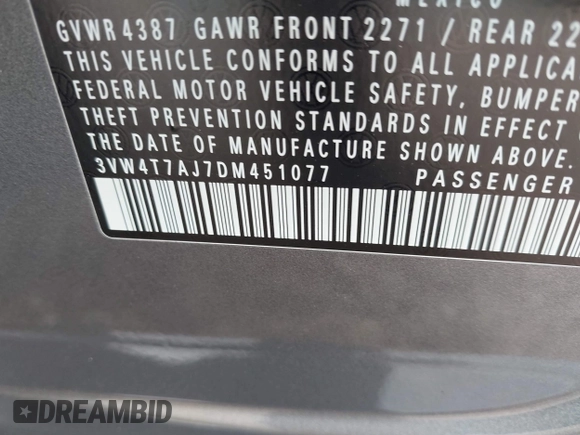 MEXICO
GVWR 4387 GAWR FRONT 2271 / REAR 22
THIS VEHICLE CONFORMS TO ALL APPLICA
FEDERAL MOTOR VEHICLE SAFETY, BUMPER
THEFT PREVENTION STANDARDS IN EFFECT
THE DATE OF MANUFACTURE SHOWN ABOVE.
3VW4T7AJ7DM451077 PASSENGER
DREAMBID